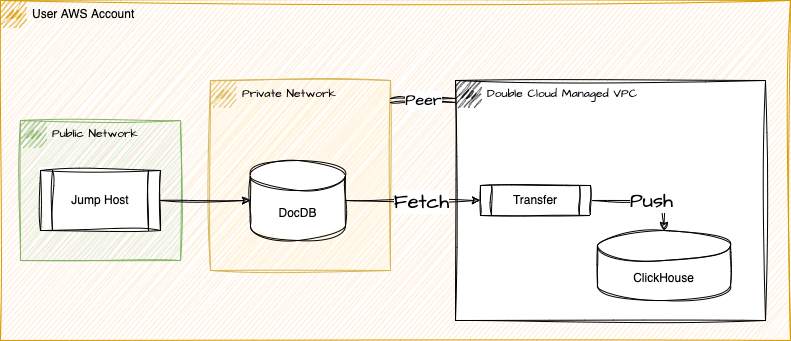 User AWS Account
Private Network
Peer
Double Cloud Managed VPC
Public Network
Jump Host
DocDB
Fetch
Transfer
Push
ClickHouse